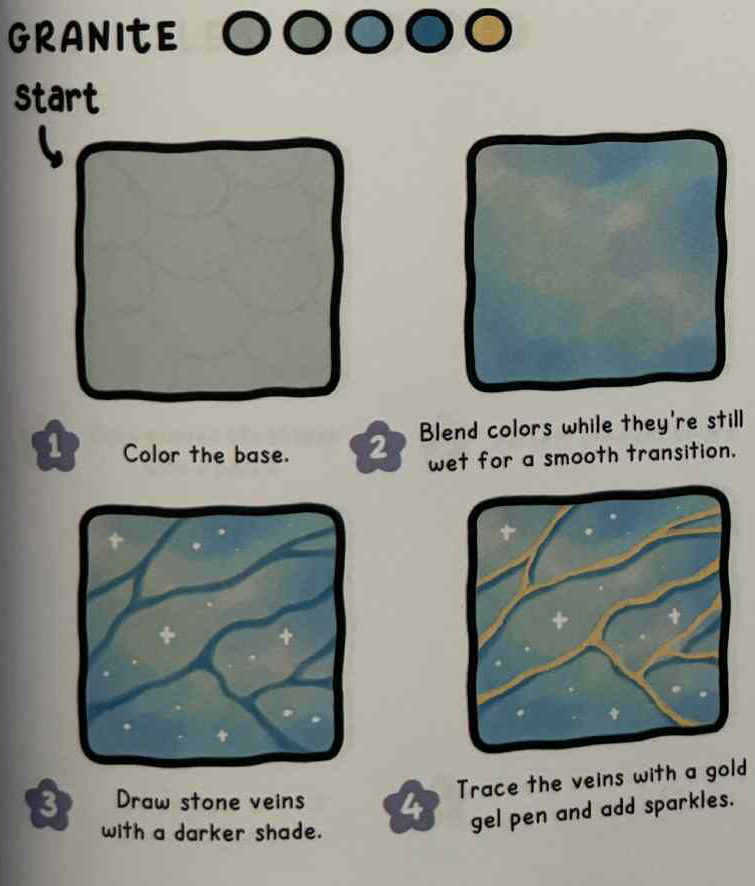 GRANITE
Start
1
Color the base.
2
Blend colors while they're still
wet for a smooth transition.
3
Draw stone veins
with a darker shade.
4
Trace the veins with a gold
gel pen and add sparkles.